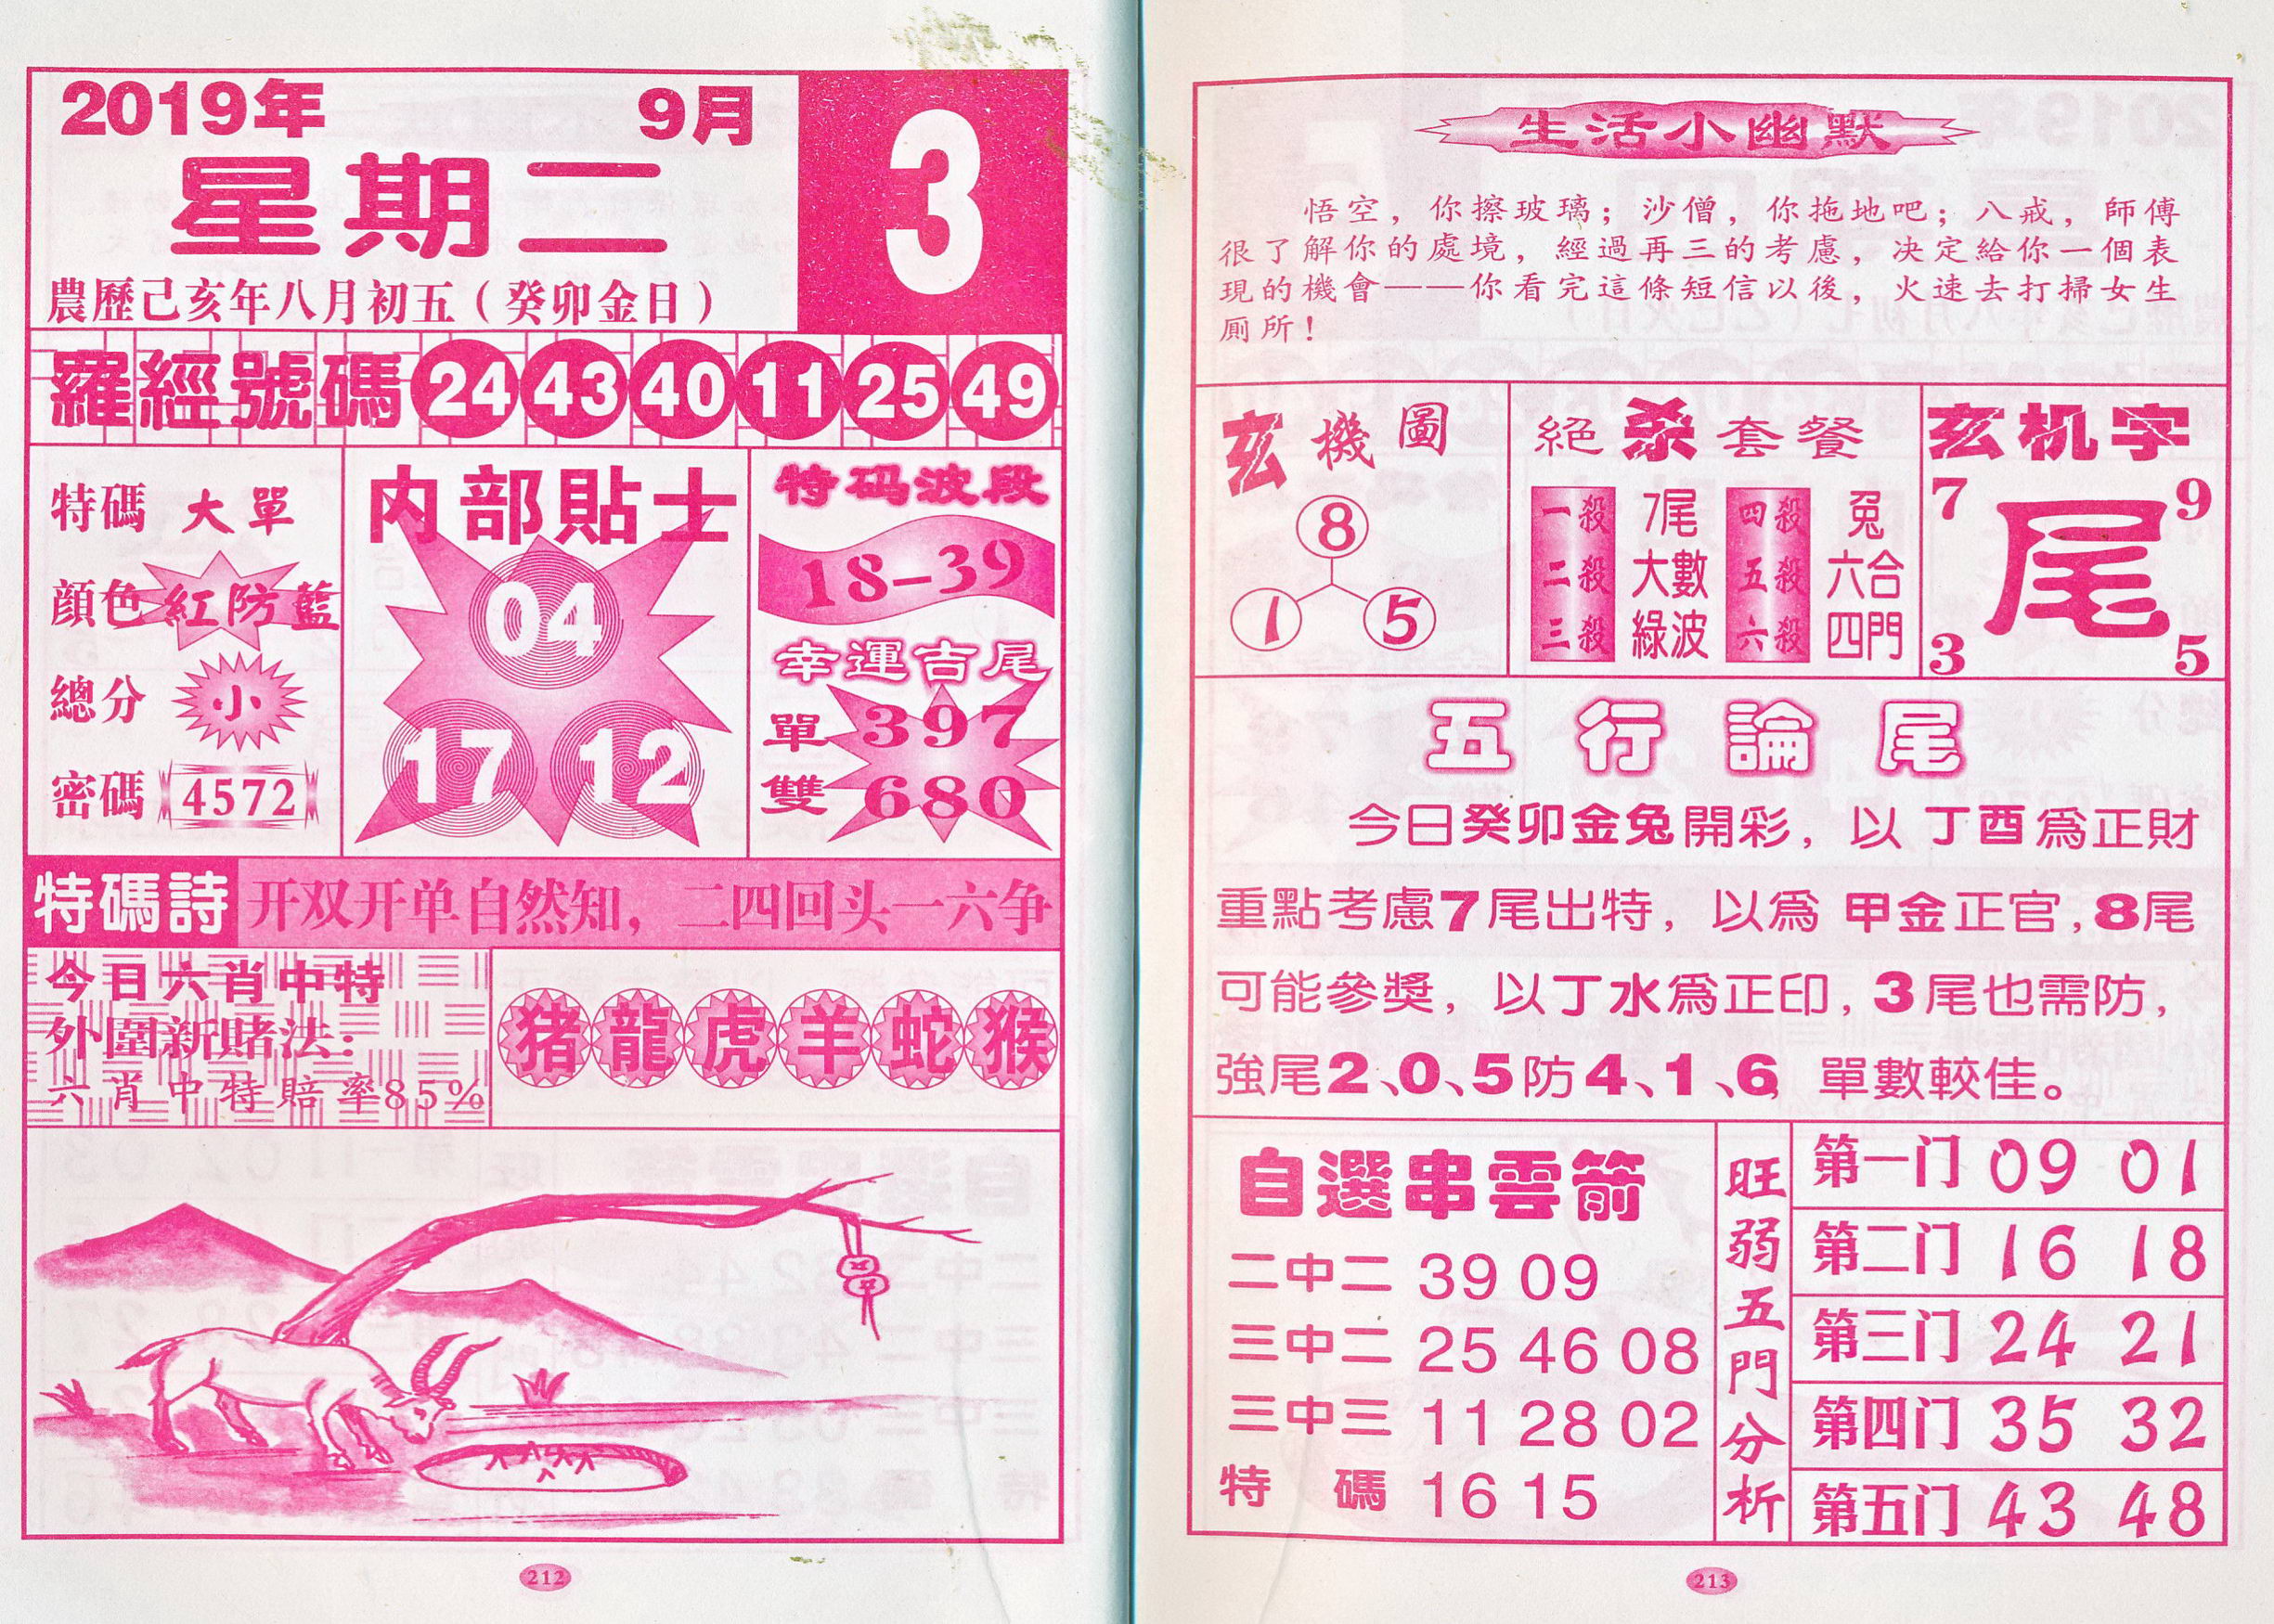 2019年 9月
3
星期二
農歷己亥年八月初五（癸卯金日）
羅經號碼 24 43 40 11 25 49
特碼 大單
顔色 紅防藍
總分 小
密碼 4572
内部貼士
04
17 12
特码波段
18–39
幸運吉尾
單 397
雙 680
特碼詩 开双开单自然知，二四回头一六争
今日六肖中特
外圍新賭法：
六肖中特賠率85%
猪 龍 虎 羊 蛇 猴
212
生活小幽默
悟空，你擦玻璃；沙僧，你拖地吧；八戒，師傅
很了解你的處境，經過再三的考慮，决定給你一個表
現的機會——你看完這條短信以後，火速去打掃女生
厠所！
玄機圖
8
1 5
絕杀套餐
一殺 7尾 四殺 兔
二殺 大數 五殺 六合
三殺 綠波 六殺 四門
玄机字
7 9
尾
3 5
五行論尾
今日癸卯金兔開彩，以丁酉爲正財
重點考慮7尾出特，以爲甲金正官，8尾
可能參獎，以丁水爲正印，3尾也需防，
強尾2、0、5防4、1、6，單數較佳。
自選串雲箭
二中二 39 09
三中二 25 46 08
三中三 11 28 02
特碼 16 15
旺弱五門分析
第一门 09 01
第二门 16 18
第三门 24 21
第四门 35 32
第五门 43 48
213